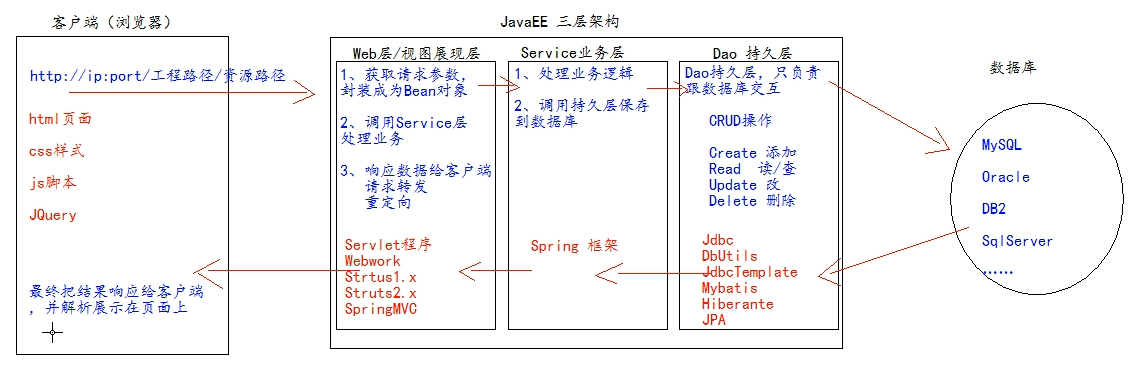 客户端（浏览器）
http://ip:port/工程路径/资源路径
html页面
css样式
js脚本
JQuery
最终把结果响应给客户端
，并解析展示在页面上
JavaEE 三层架构
Web层/视图展现层
1、获取请求参数，
封装成为Bean对象
2、调用Service层
处理业务
3、响应数据给客户端
请求转发
重定向
Servlet程序
Webwork
Strtus1.x
Struts2.x
SpringMVC
Service业务层
1、处理业务逻辑
2、调用持久层保存
到数据库
Spring 框架
Dao 持久层
Dao持久层，只负责
跟数据库交互
CRUD操作
Create 添加
Read 读/查
Update 改
Delete 删除
Jdbc
DbUtils
JdbcTemplate
Mybatis
Hiberante
JPA
数据库
MySQL
Oracle
DB2
SqlServer
……